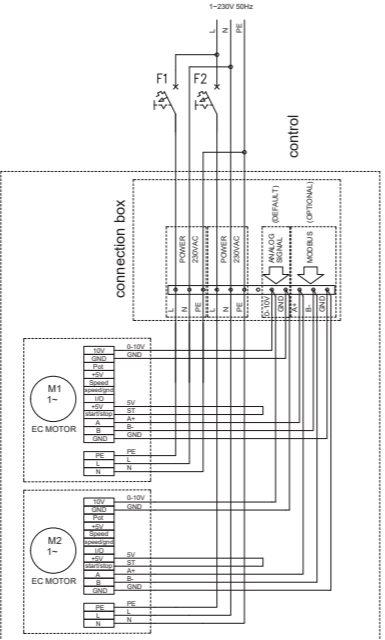 1~230V 50Hz
L
N
PE
F1
F2
control
connection box
POWER
230VAC
POWER
230VAC
(DEFAULT)
ANALOG
SIGNAL
(OPTIONAL)
MODBUS
L
N
PE
L
N
PE
0-10V
GND
A+
B-
GND
M1
1~
EC MOTOR
10V
GND
Pot
+5V
Speed
speed/gnd
I/O
+5V
start/stop
A
B
GND
PE
L
N
0-10V
GND
5V
ST
A+
B-
GND
PE
L
N
M2
1~
EC MOTOR
10V
GND
Pot
+5V
Speed
speed/gnd
I/O
+5V
start/stop
A
B
GND
PE
L
N
0-10V
GND
5V
ST
A+
B-
GND
PE
L
N